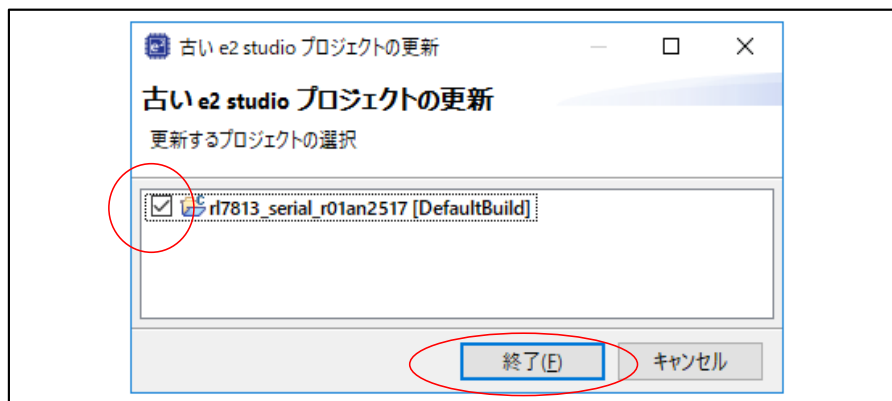 古い e2 studio プロジェクトの更新
古い e2 studio プロジェクトの更新
更新するプロジェクトの選択
rl7813_serial_r01an2517 [DefaultBuild]
終了(F)
キャンセル